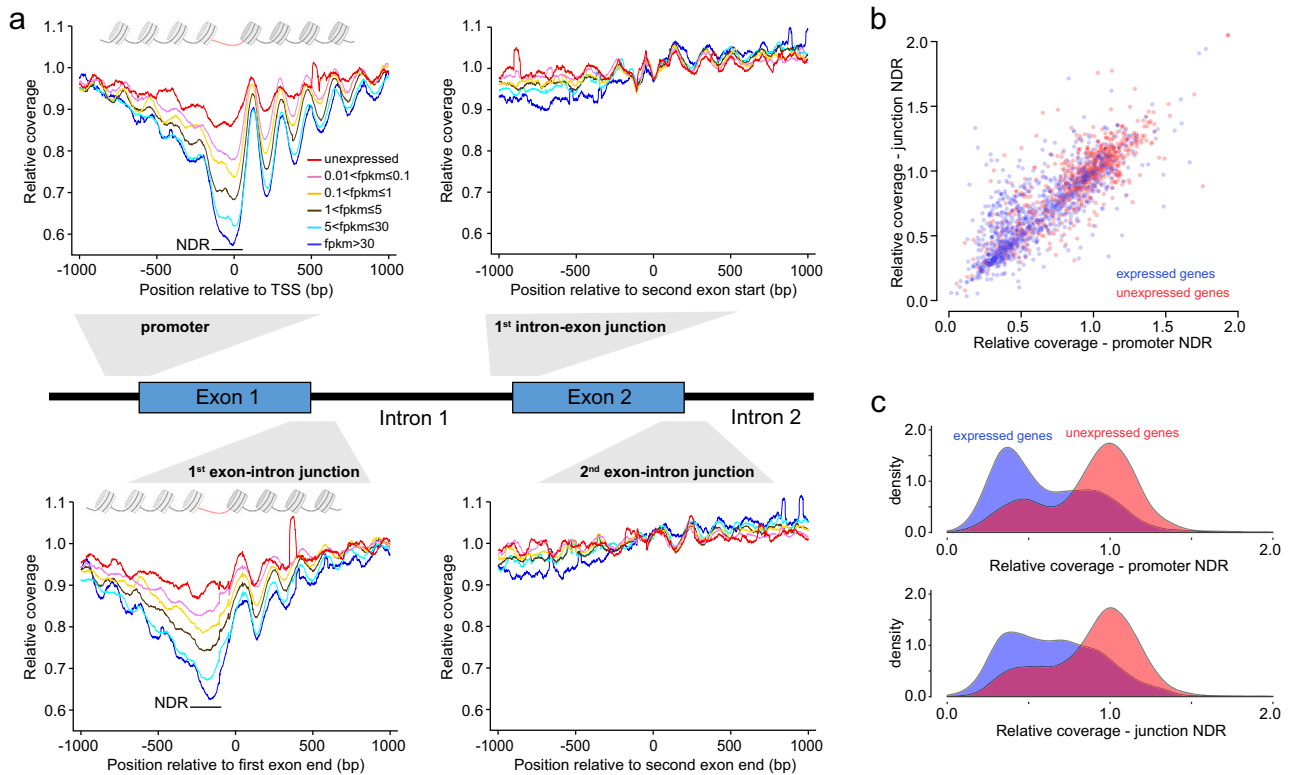 a
1.1
1.0
0.9
0.8
0.7
0.6
Relative coverage
unexpressed
0.01<fpkm≤0.1
0.1<fpkm≤1
1<fpkm≤5
5<fpkm≤30
fpkm>30
NDR
-1000 -500 0 500 1000
Position relative to TSS (bp)
1.1
1.0
0.9
0.8
0.7
0.6
Relative coverage
-1000 -500 0 500 1000
Position relative to second exon start (bp)
promoter
1st intron-exon junction
Exon 1
Exon 2
Intron 1
Intron 2
1st exon-intron junction
2nd exon-intron junction
1.1
1.0
0.9
0.8
0.7
0.6
Relative coverage
NDR
-1000 -500 0 500 1000
Position relative to first exon end (bp)
1.1
1.0
0.9
0.8
0.7
0.6
Relative coverage
-1000 -500 0 500 1000
Position relative to second exon end (bp)
b
2.0
1.5
1.0
0.5
0.0
Relative coverage - junction NDR
expressed genes
unexpressed genes
0.0 0.5 1.0 1.5 2.0
Relative coverage - promoter NDR
c
expressed genes
unexpressed genes
2.0
1.0
0.0
density
0.0 1.0 2.0
Relative coverage - promoter NDR
2.0
1.0
0.0
density
0.0 1.0 2.0
Relative coverage - junction NDR